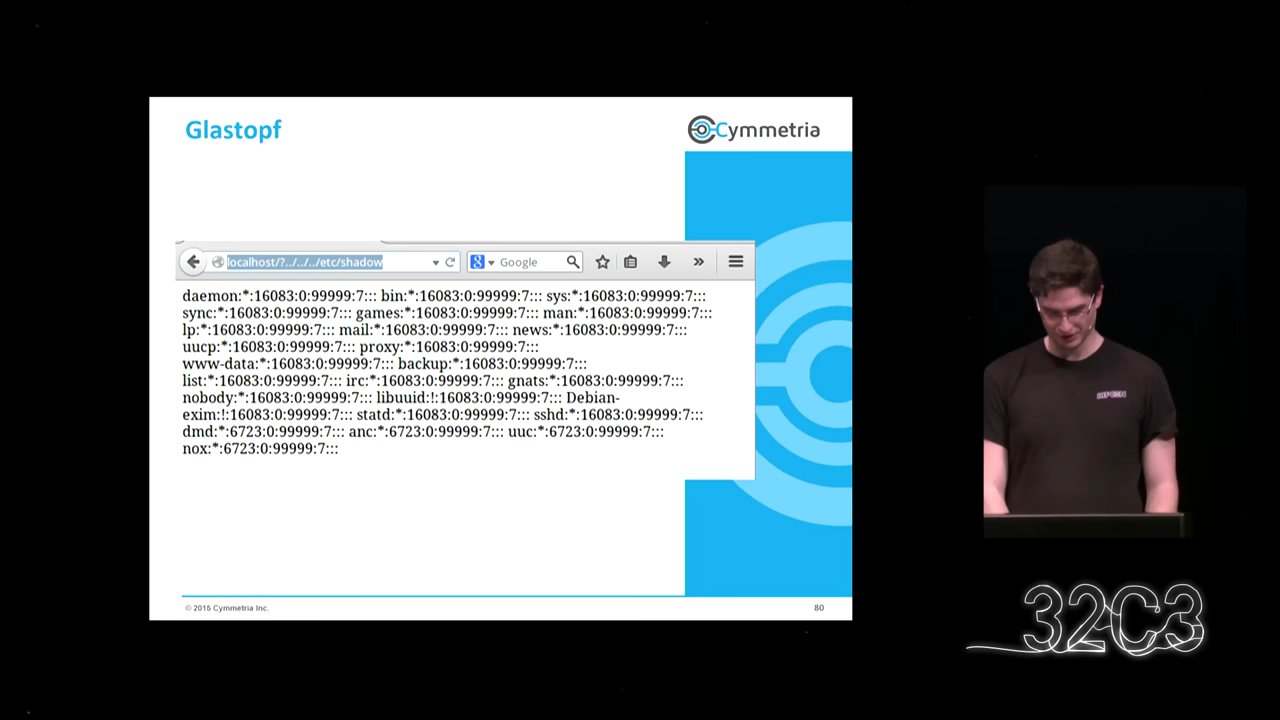 Glastopf
Cymmetria
localhost/?../../../etc/shadow
Google
daemon:*:16083:0:99999:7::: bin:*:16083:0:99999:7::: sys:*:16083:0:99999:7:::
sync:*:16083:0:99999:7::: games:*:16083:0:99999:7::: man:*:16083:0:99999:7:::
lp:*:16083:0:99999:7::: mail:*:16083:0:99999:7::: news:*:16083:0:99999:7:::
uucp:*:16083:0:99999:7::: proxy:*:16083:0:99999:7:::
www-data:*:16083:0:99999:7::: backup:*:16083:0:99999:7:::
list:*:16083:0:99999:7::: irc:*:16083:0:99999:7::: gnats:*:16083:0:99999:7:::
nobody:*:16083:0:99999:7::: libuuid:!:16083:0:99999:7::: Debian-
exim:!:16083:0:99999:7::: statd:*:16083:0:99999:7::: sshd:*:16083:0:99999:7:::
dmd:*:6723:0:99999:7::: anc:*:6723:0:99999:7::: uuc:*:6723:0:99999:7:::
nox:*:6723:0:99999:7:::
© 2015 Cymmetria Inc.
80
32C3